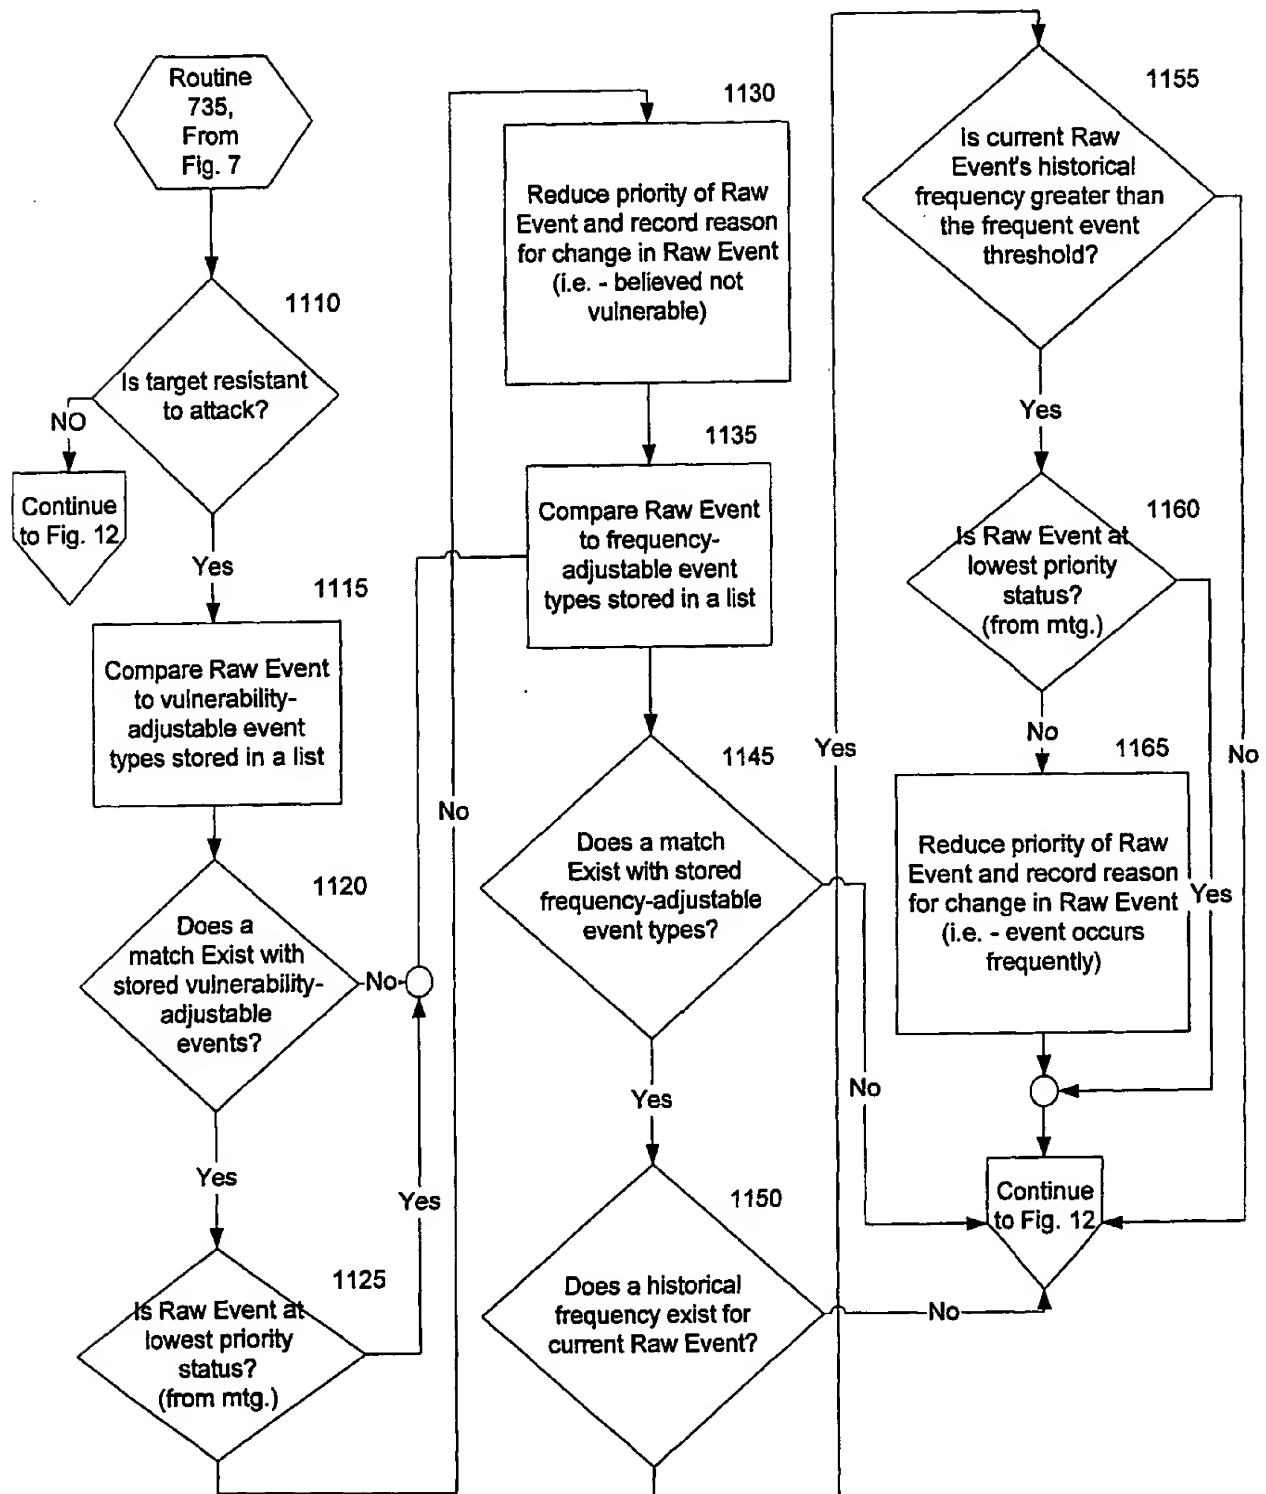 Routine
735,
From
Fig. 7
1110
Is target resistant
to attack?
NO
Continue
to Fig. 12
Yes
1115
Compare Raw Event
to vulnerability-
adjustable event
types stored in a list
1120
Does a
match Exist with
stored vulnerability-
adjustable
events?
No
Yes
1125
Is Raw Event at
lowest priority
status?
(from mtg.)
Yes
No
1130
Reduce priority of Raw
Event and record reason
for change in Raw Event
(i.e. - believed not
vulnerable)
1135
Compare Raw Event
to frequency-
adjustable event
types stored in a list
1145
Does a match
Exist with stored
frequency-adjustable
event types?
No
Yes
1150
Does a historical
frequency exist for
current Raw Event?
No
Yes
1155
Is current Raw
Event's historical
frequency greater than
the frequent event
threshold?
Yes
No
1160
Is Raw Event at
lowest priority
status?
(from mtg.)
No
Yes
1165
Reduce priority of Raw
Event and record reason
for change in Raw Event
(i.e. - event occurs
frequently)
Continue
to Fig. 12